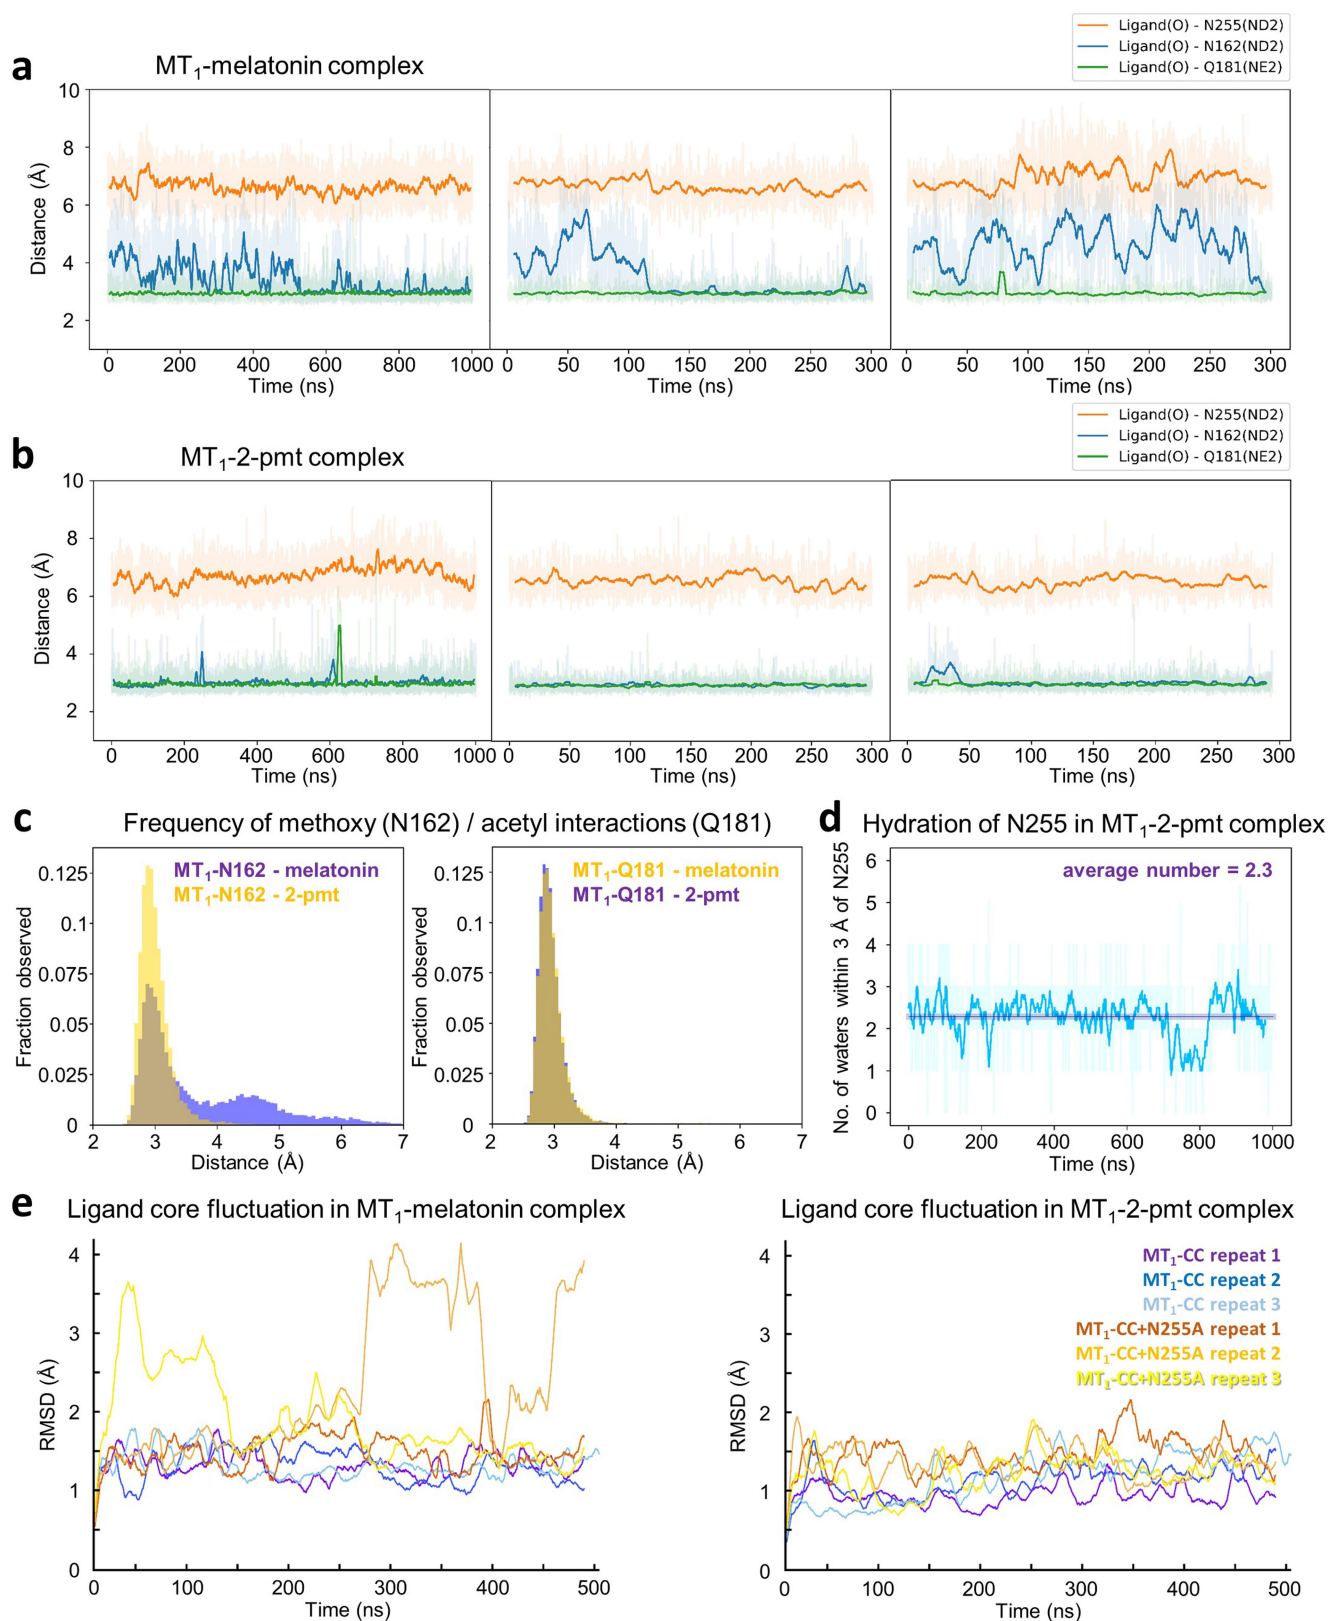 Ligand(O) - N255(ND2)
Ligand(O) - N162(ND2)
Ligand(O) - Q181(NE2)
a
MT1-melatonin complex
10
8
6
4
2
Distance (Å)
0 200 400 600 800 1000
0 50 100 150 200 250 300
0 50 100 150 200 250 300
Time (ns)
Time (ns)
Time (ns)
Ligand(O) - N255(ND2)
Ligand(O) - N162(ND2)
Ligand(O) - Q181(NE2)
b
MT1-2-pmt complex
10
8
6
4
2
Distance (Å)
0 200 400 600 800 1000
0 50 100 150 200 250 300
0 50 100 150 200 250 300
Time (ns)
Time (ns)
Time (ns)
c
Frequency of methoxy (N162) / acetyl interactions (Q181)
MT1-N162 - melatonin
MT1-N162 - 2-pmt
0.125
0.1
0.075
0.05
0.025
0
Fraction observed
2 3 4 5 6 7
Distance (Å)
MT1-Q181 - melatonin
MT1-Q181 - 2-pmt
0.125
0.1
0.075
0.05
0.025
0
Fraction observed
2 3 4 5 6 7
Distance (Å)
d
Hydration of N255 in MT1-2-pmt complex
average number = 2.3
6
5
4
3
2
1
0
No. of waters within 3 Å of N255
0 200 400 600 800 1000
Time (ns)
e
Ligand core fluctuation in MT1-melatonin complex
4
3
2
1
0
RMSD (Å)
0 100 200 300 400 500
Time (ns)
Ligand core fluctuation in MT1-2-pmt complex
MT1-CC repeat 1
MT1-CC repeat 2
MT1-CC repeat 3
MT1-CC+N255A repeat 1
MT1-CC+N255A repeat 2
MT1-CC+N255A repeat 3
4
3
2
1
0
RMSD (Å)
0 100 200 300 400 500
Time (ns)